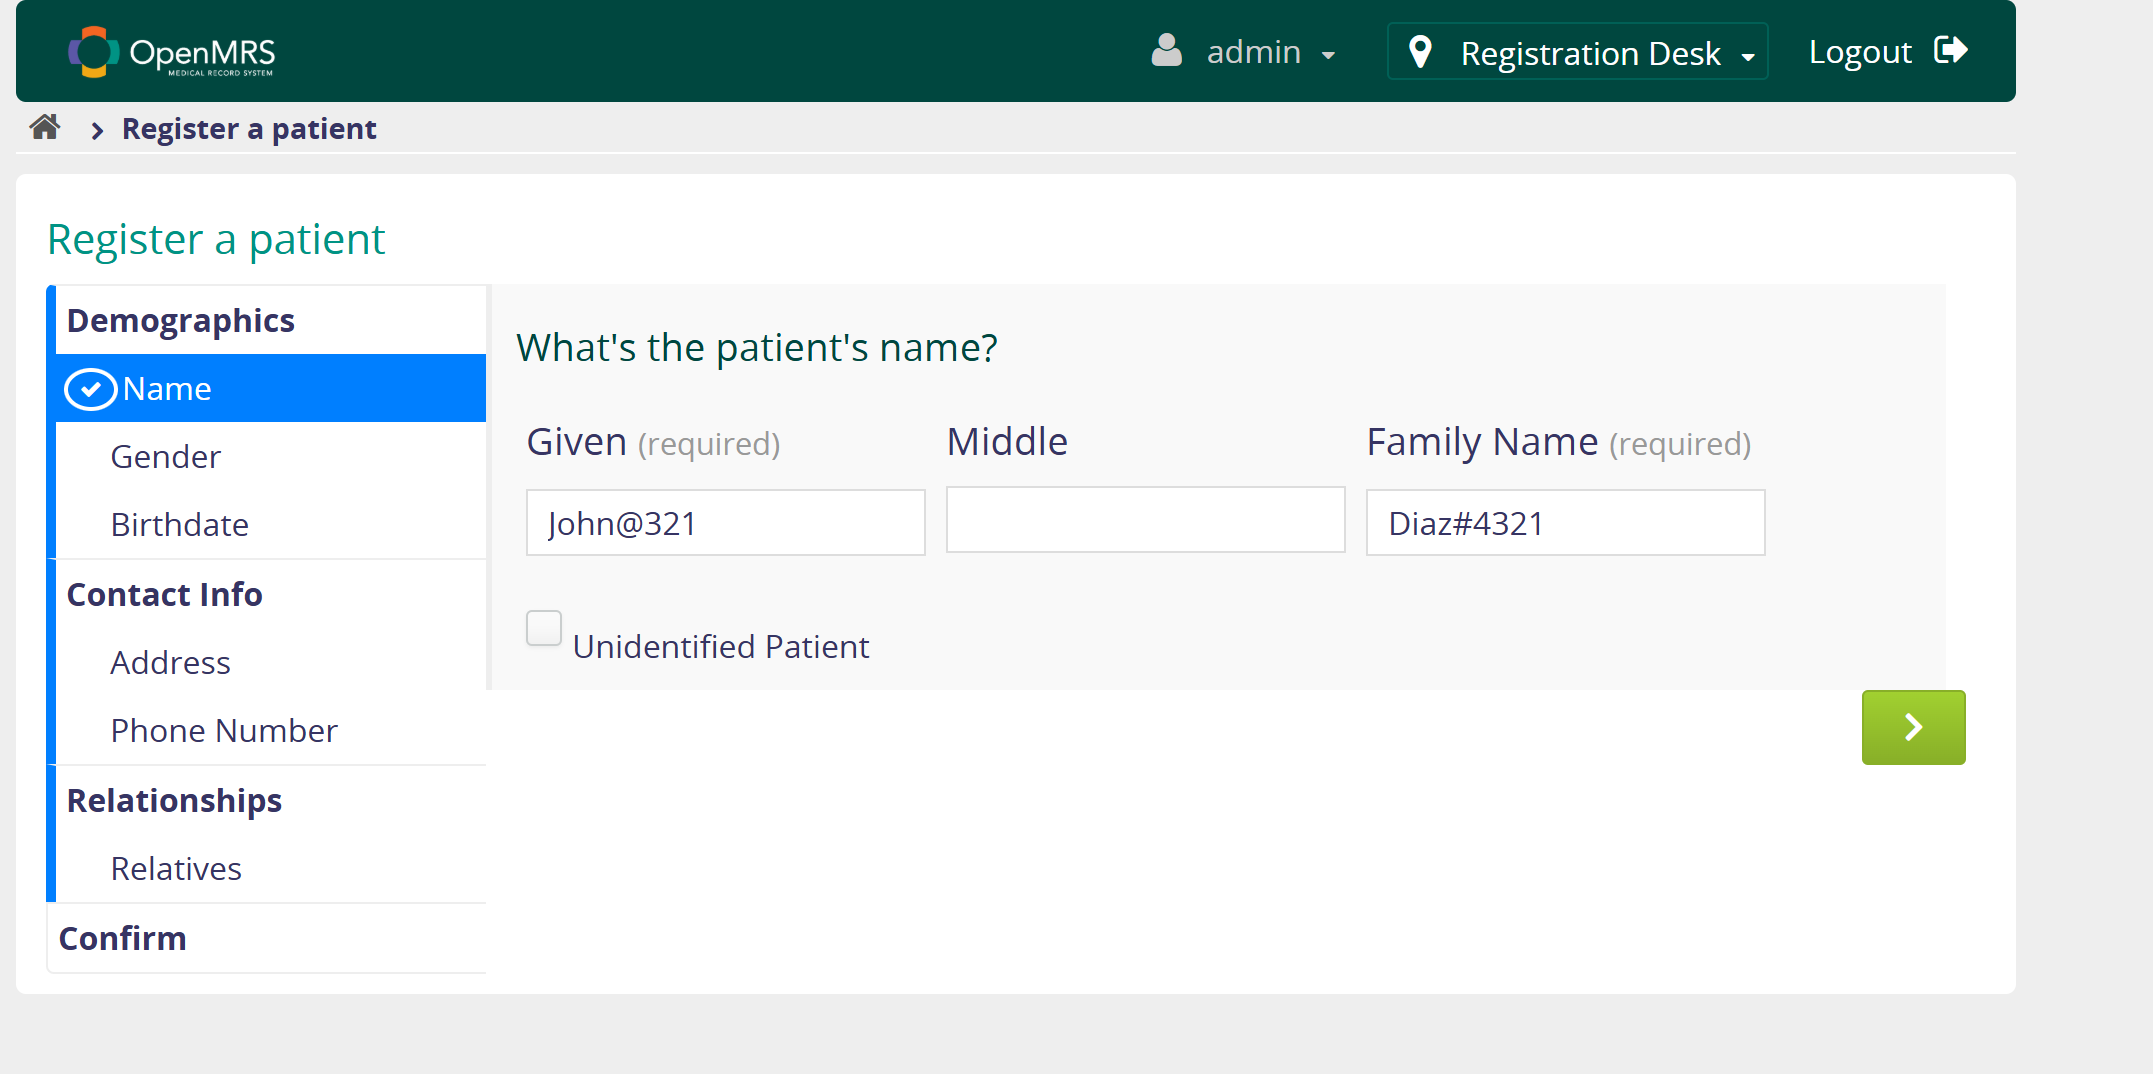 OpenMRS
MEDICAL RECORD SYSTEM
admin
Registration Desk
Logout
Register a patient
Register a patient
Demographics
Name
Gender
Birthdate
Contact Info
Address
Phone Number
Relationships
Relatives
Confirm
What's the patient's name?
Given (required)
John@321
Middle
Family Name (required)
Diaz#4321
Unidentified Patient